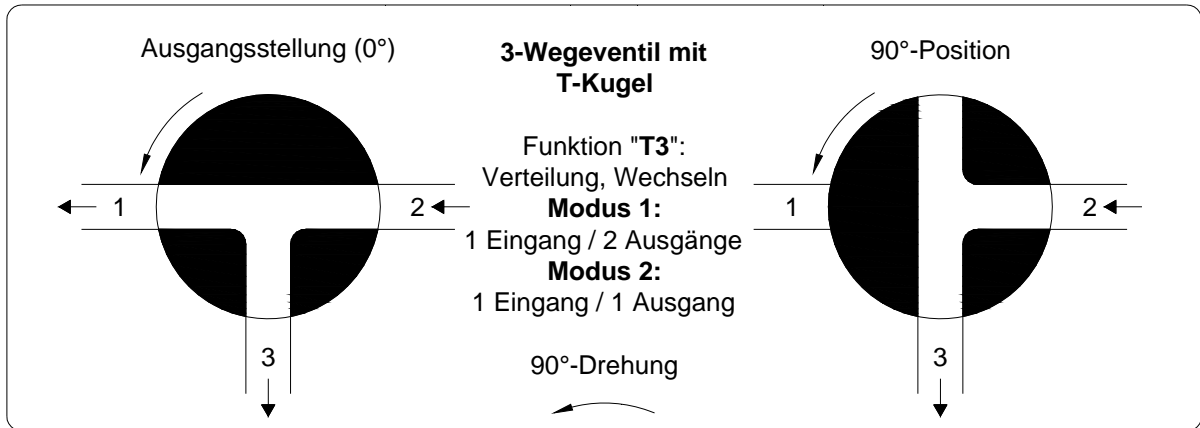 Ausgangsstellung (0°)
1
2
3
3-Wegeventil mit
T-Kugel
Funktion "T3":
Verteilung, Wechseln
Modus 1:
1 Eingang / 2 Ausgänge
Modus 2:
1 Eingang / 1 Ausgang
90°-Drehung
90°-Position
1
2
3